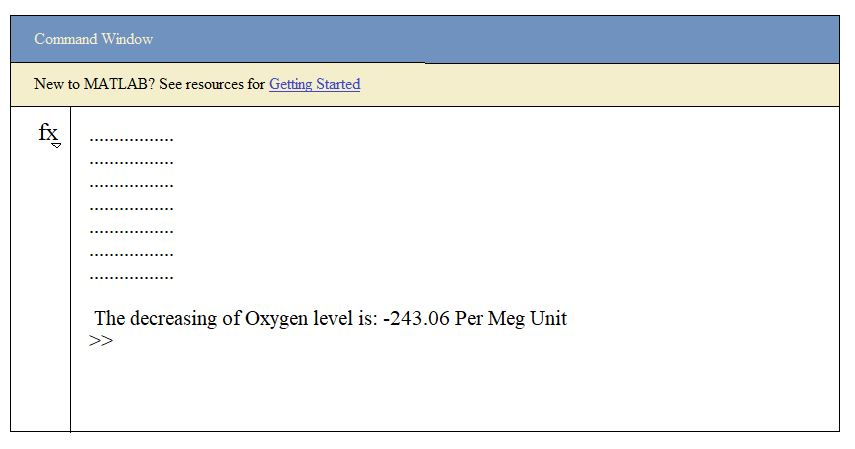 Command Window
New to MATLAB? See resources for Getting Started
fx
.................
.................
.................
.................
.................
.................
.................
The decreasing of Oxygen level is: -243.06 Per Meg Unit
>>